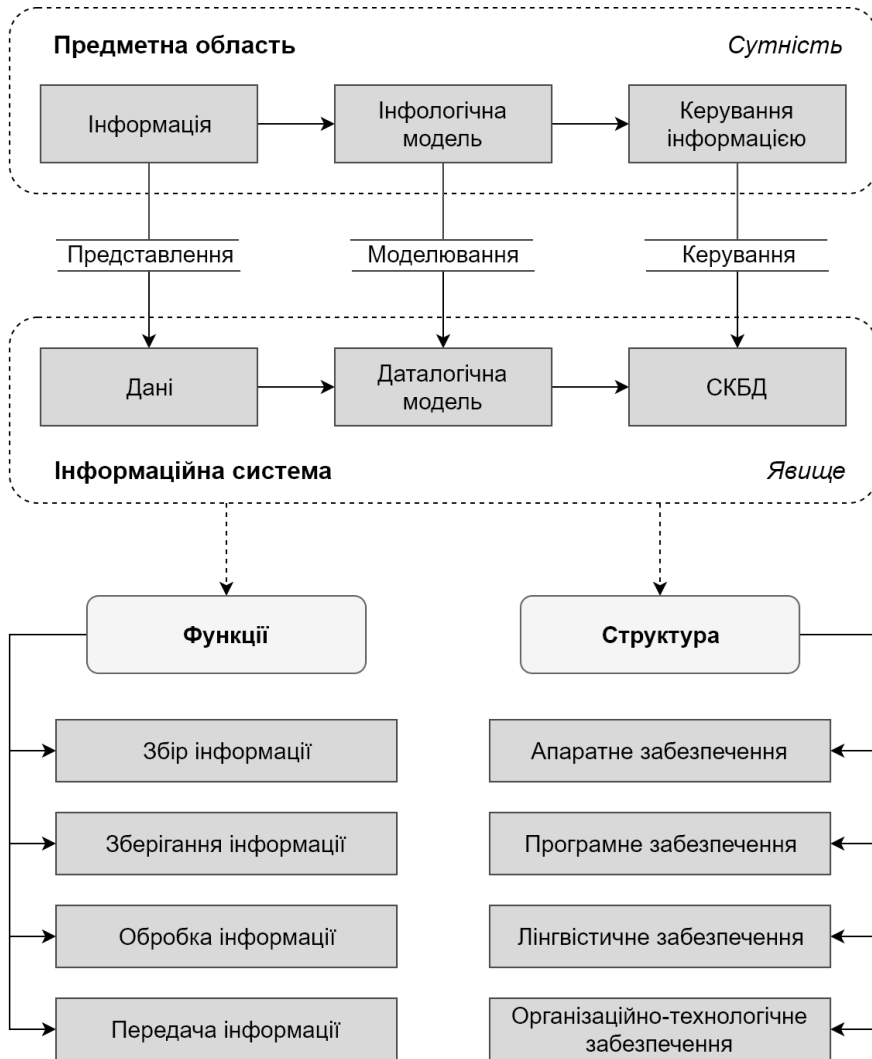 Предметна область
Сутність
Інформація
Інфологічна
модель
Керування
інформацією
Представлення
Моделювання
Керування
Дані
Даталогічна
модель
СКБД
Інформаційна система
Явище
Функції
Структура
Збір інформації
Апаратне забезпечення
Зберігання інформації
Програмне забезпечення
Обробка інформації
Лінгвістичне забезпечення
Передача інформації
Організаційно-технологічне
забезпечення